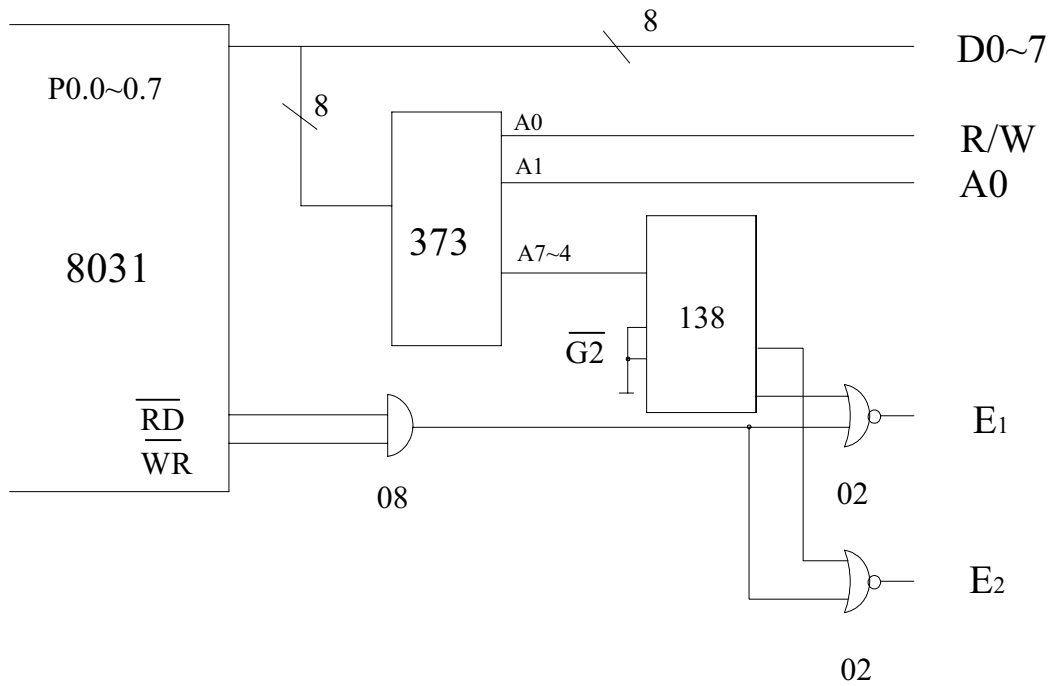 8
D0~7
P0.0~0.7
8
A0
R/W
A1
A0
373
8031
A7~4
138
G2
RD
E1
WR
08
02
E2
02